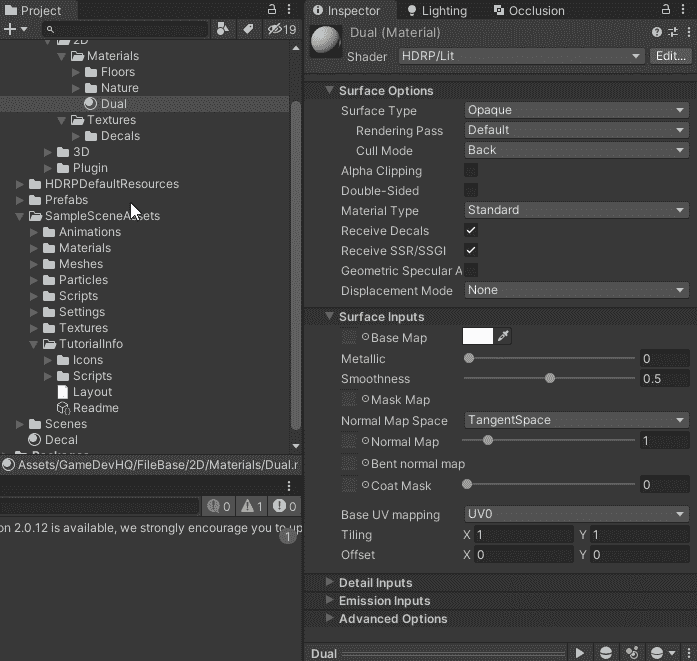 Project
19
2D
Materials
Floors
Nature
Dual
Textures
Decals
3D
Plugin
HDRPDefaultResources
Prefabs
SampleSceneAssets
Animations
Materials
Meshes
Particles
Scripts
Settings
Textures
TutorialInfo
Icons
Scripts
Layout
Readme
Scenes
Decal
Assets/GameDevHQ/FileBase/2D/Materials/Dual.r
0 1 0
on 2.0.12 is available, we strongly encourage you to up
1
Inspector Lighting Occlusion
Dual (Material)
Shader HDRP/Lit Edit...
Surface Options
Surface Type Opaque
Rendering Pass Default
Cull Mode Back
Alpha Clipping
Double-Sided
Material Type Standard
Receive Decals
Receive SSR/SSGI
Geometric Specular A
Displacement Mode None
Surface Inputs
Base Map
Metallic 0
Smoothness 0.5
Mask Map
Normal Map Space TangentSpace
Normal Map 1
Bent normal map
Coat Mask 0
Base UV mapping UV0
Tiling X 1 Y 1
Offset X 0 Y 0
Detail Inputs
Emission Inputs
Advanced Options
Dual